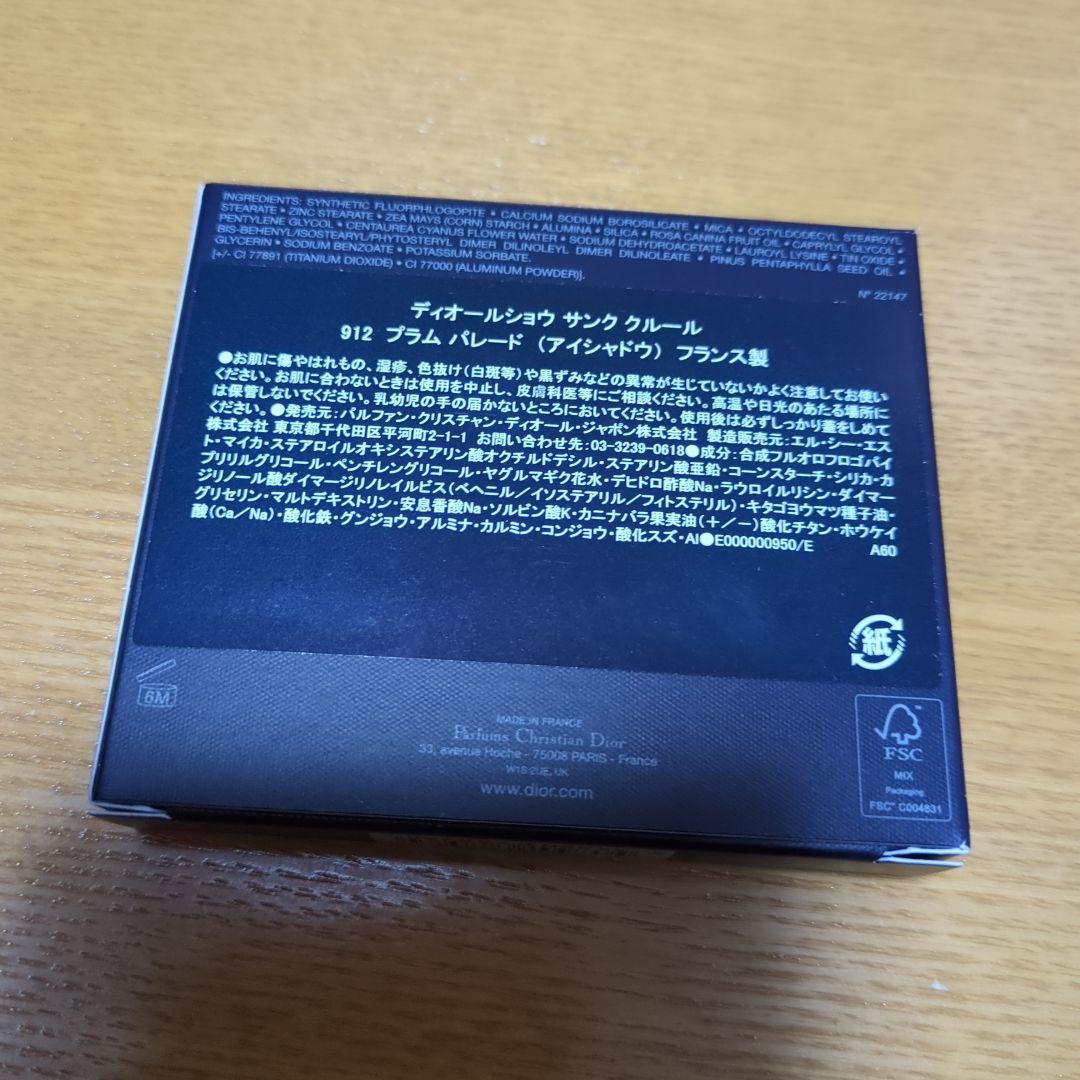 INGREDIENTS: SYNTHETIC FLUORPHLOGOPITE • CALCIUM SODIUM BOROSILICATE • MICA • OCTYLDODECYL STEAROYL
STEARATE • ZINC STEARATE • ZEA MAYS (CORN) STARCH • ALUMINA • SILICA • ROSA CANINA FRUIT OIL • CAPRYLYL GLYCOL •
PENTYLENE GLYCOL • CENTAUREA CYANUS FLOWER WATER • SODIUM DEHYDROACETATE • LAUROYL LYSINE • TIN OXIDE •
BIS-BEHENYL/ISOSTEARYL/PHYTOSTERYL DIMER DILINOLEYL DIMER DILINOLEATE • PINUS PENTAPHYLLA SEED OIL •
GLYCERIN • SODIUM BENZOATE • POTASSIUM SORBATE.
[+/- CI 77891 (TITANIUM DIOXIDE) • CI 77000 (ALUMINUM POWDER)].
N° 22147
ディオールショウ サンク クルール
912 プラム パレード (アイシャドウ) フランス製
●お肌に傷やはれもの、湿疹、色抜け(白斑等)や黒ずみなどの異常が生じていないかよく注意してお使い
ください。お肌に合わないときは使用を中止し、皮膚科医等にご相談ください。高温や日光のあたる場所に
は保管しないでください。乳幼児の手の届かないところにおいてください。使用後は必ずしっかり蓋をしめて
ください。●発売元:パルファン・クリスチャン・ディオール・ジャポン株式会社 製造販売元:エル・シー・エス
株式会社 東京都千代田区平河町2-1-1 お問い合わせ先:03-3239-0618●成分:合成フルオロフロゴパイ
ト・マイカ・ステアロイルオキシステアリン酸オクチルドデシル・ステアリン酸亜鉛・コーンスターチ・シリカ・カ
プリリルグリコール・ペンチレングリコール・ヤグルマギク花水・デヒドロ酢酸Na・ラウロイルリシン・ダイマー
ジリノール酸ダイマージリノレイルビス(ベヘニル/イソステアリル/フィトステリル)・キタゴヨウマツ種子油・
グリセリン・マルトデキストリン・安息香酸Na・ソルビン酸K・カニナバラ果実油(+/-)酸化チタン・ホウケイ
酸(Ca/Na)・酸化鉄・グンジョウ・アルミナ・カルミン・コンジョウ・酸化スズ・Al●E000000950/E A60
紙
6M
MADE IN FRANCE
Parfums Christian Dior
33, avenue Hoche - 75008 PARIS - France
W1S 2UE, UK
www.dior.com
FSC
MIX
Packaging
FSC® C004831